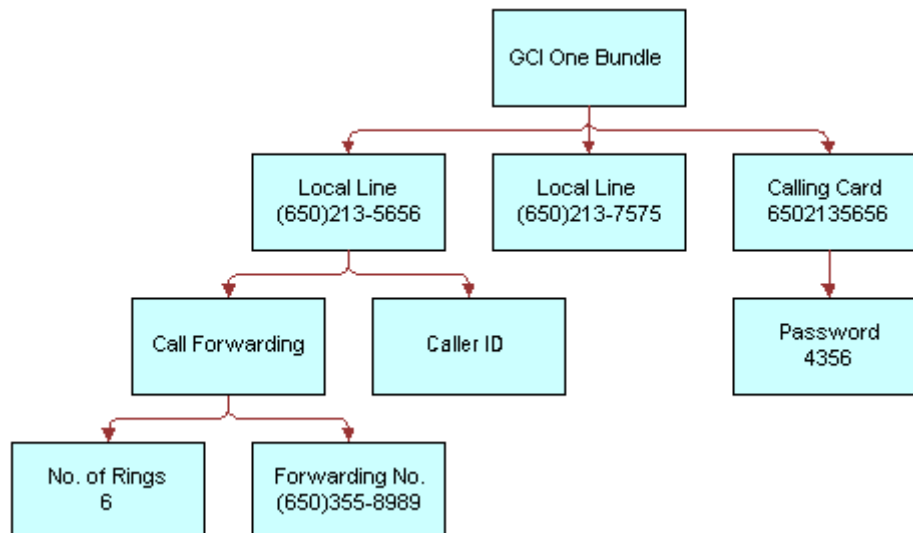 GCI One Bundle
Local Line
(650)213-5656
Local Line
(650)213-7575
Calling Card
6502135656
Call Forwarding
Caller ID
Password
4356
No. of Rings
6
Forwarding No.
(650)355-8989